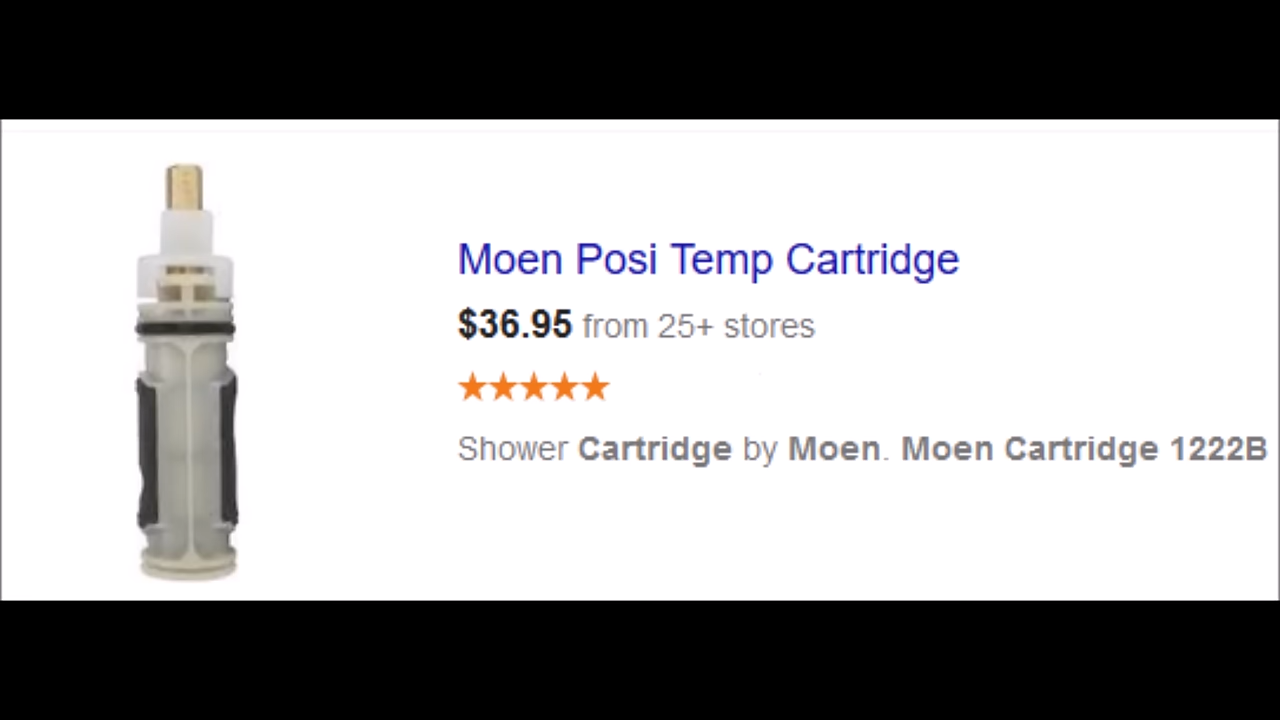 Moen Posi Temp Cartridge
$36.95 from 25+ stores
Shower Cartridge by Moen. Moen Cartridge 1222B